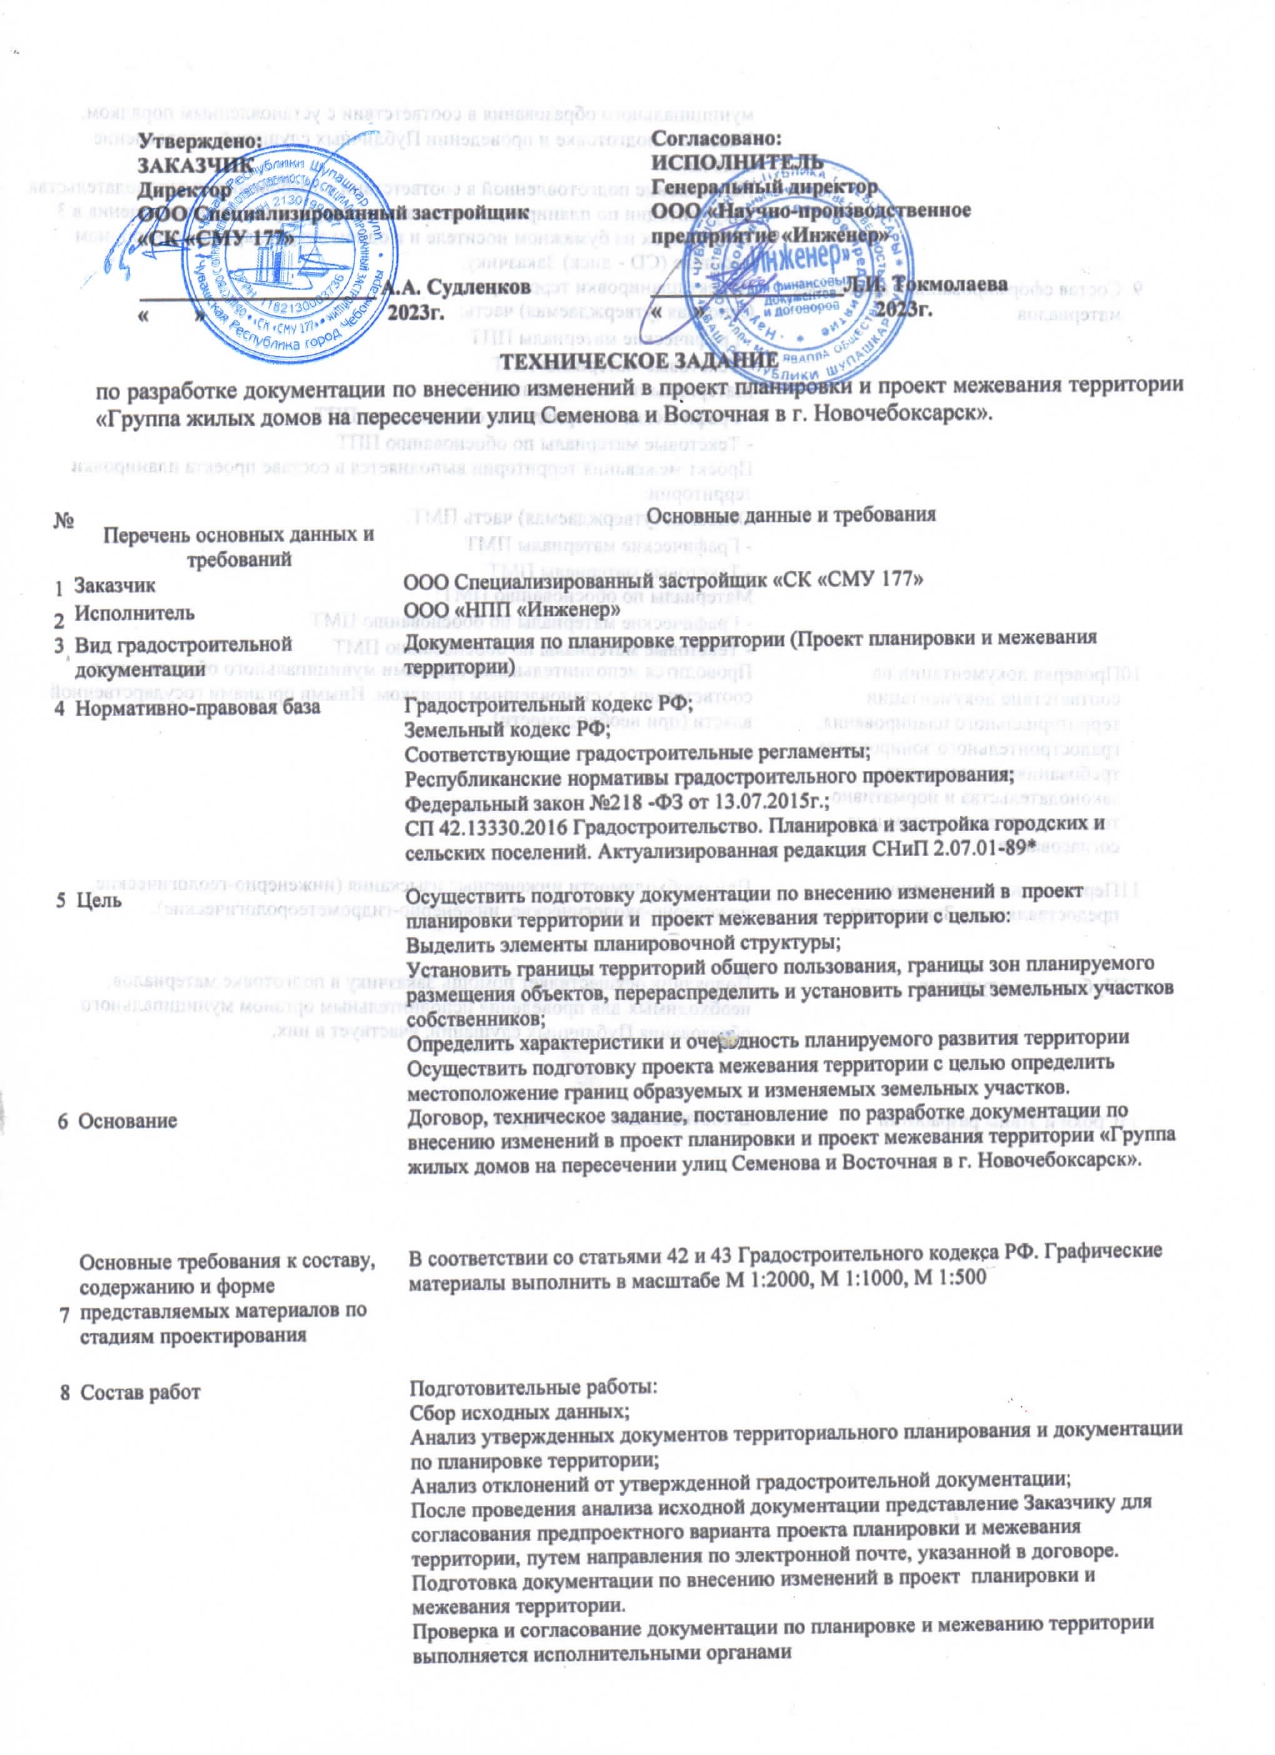 Утверждено:
ЗАКАЗЧИК
Директор
ООО Специализированный застройщик
«СК «СМУ 177»
А.А. Судленков
« » 2023г.
Согласовано:
ИСПОЛНИТЕЛЬ
Генеральный директор
ООО «Научно-производственное
предприятие «Инженер»
Л.И. Токмолаева
« » 2023г.
«Инженер»
для финансовых
документов
и договоров
ТЕХНИЧЕСКОЕ ЗАДАНИЕ
по разработке документации по внесению изменений в проект планировки и проект межевания территории
«Группа жилых домов на пересечении улиц Семенова и Восточная в г. Новочебоксарск».
№
Перечень основных данных и
требований
Основные данные и требования
1 Заказчик
ООО Специализированный застройщик «СК «СМУ 177»
2 Исполнитель
ООО «НПП «Инженер»
3 Вид градостроительной
документации
Документация по планировке территории (Проект планировки и межевания
территории)
4 Нормативно-правовая база
Градостроительный кодекс РФ;
Земельный кодекс РФ;
Соответствующие градостроительные регламенты;
Республиканские нормативы градостроительного проектирования;
Федеральный закон №218 -ФЗ от 13.07.2015г.;
СП 42.13330.2016 Градостроительство. Планировка и застройка городских и
сельских поселений. Актуализированная редакция СНиП 2.07.01-89*
5 Цель
Осуществить подготовку документации по внесению изменений в проект
планировки территории и проект межевания территории с целью:
Выделить элементы планировочной структуры;
Установить границы территорий общего пользования, границы зон планируемого
размещения объектов, перераспределить и установить границы земельных участков
собственников;
Определить характеристики и очередность планируемого развития территории
Осуществить подготовку проекта межевания территории с целью определить
местоположение границ образуемых и изменяемых земельных участков.
6 Основание
Договор, техническое задание, постановление по разработке документации по
внесению изменений в проект планировки и проект межевания территории «Группа
жилых домов на пересечении улиц Семенова и Восточная в г. Новочебоксарск».
Основные требования к составу,
содержанию и форме
7 представляемых материалов по
стадиям проектирования
В соответствии со статьями 42 и 43 Градостроительного кодекса РФ. Графические
материалы выполнить в масштабе М 1:2000, М 1:1000, М 1:500
8 Состав работ
Подготовительные работы:
Сбор исходных данных;
Анализ утвержденных документов территориального планирования и документации
по планировке территории;
Анализ отклонений от утвержденной градостроительной документации;
После проведения анализа исходной документации представление Заказчику для
согласования предпроектного варианта проекта планировки и межевания
территории, путем направления по электронной почте, указанной в договоре.
Подготовка документации по внесению изменений в проект планировки и
межевания территории.
Проверка и согласование документации по планировке и межеванию территории
выполняется исполнительными органами